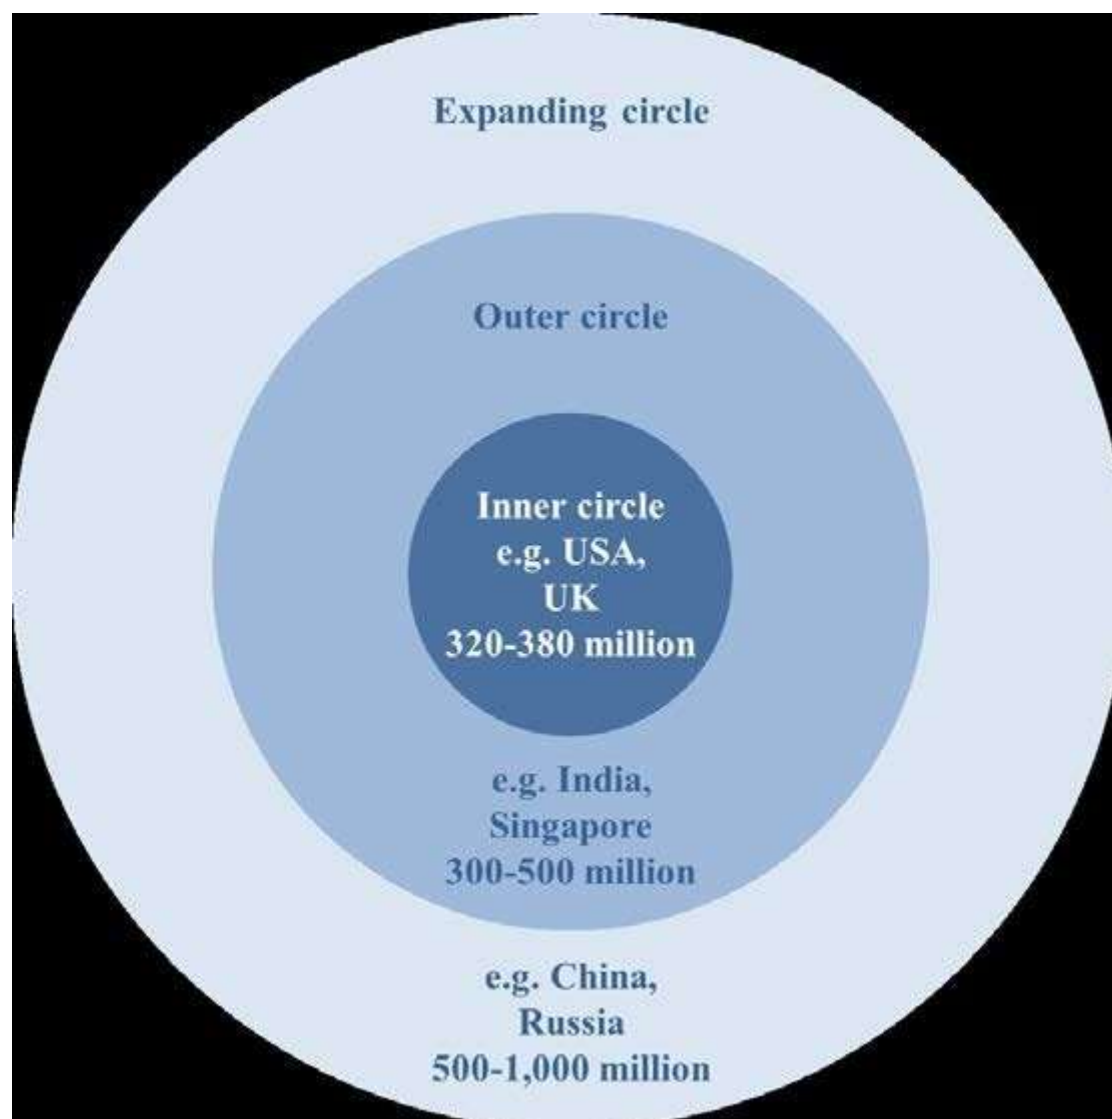 Expanding circle
Outer circle
Inner circle
e.g. USA,
UK
320-380 million
e.g. India,
Singapore
300-500 million
e.g. China,
Russia
500-1,000 million